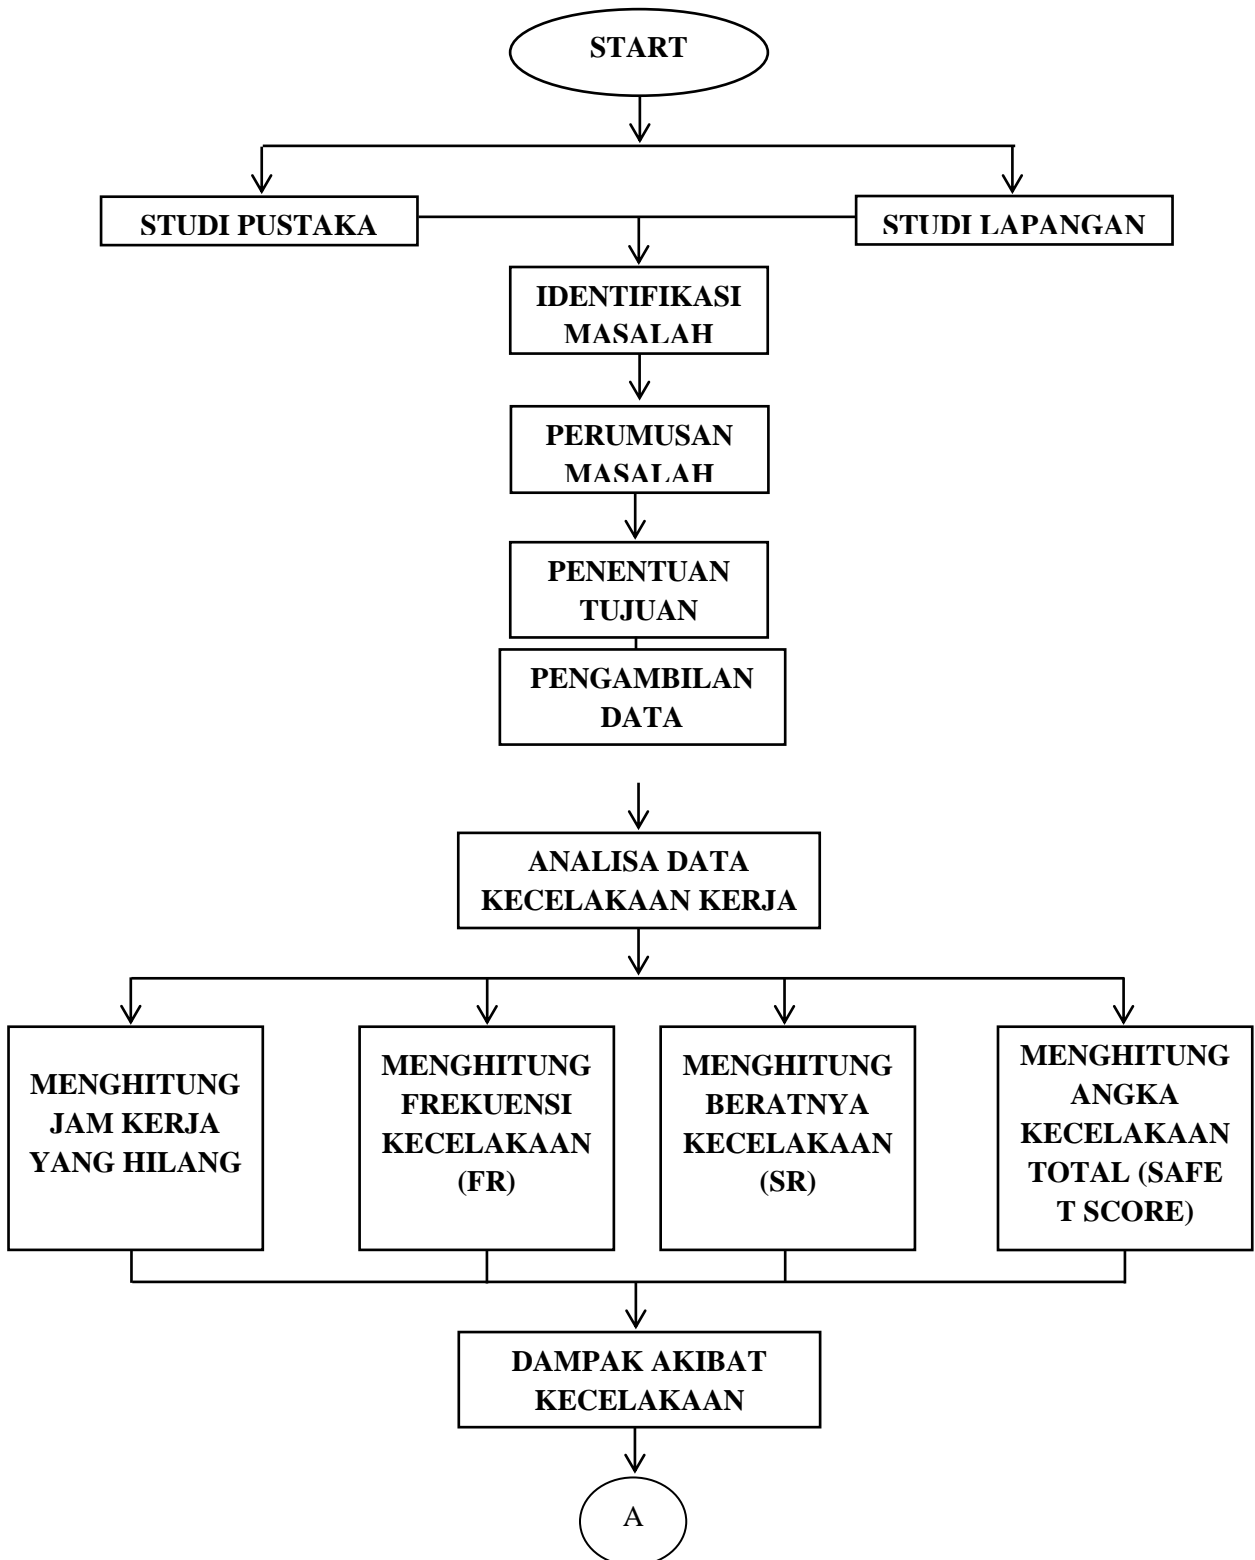 START
STUDI PUSTAKA
STUDI LAPANGAN
IDENTIFIKASI
MASALAH
PERUMUSAN
MASALAH
PENENTUAN
TUJUAN
PENGAMBILAN
DATA
ANALISA DATA
KECELAKAAN KERJA
MENGHITUNG
JAM KERJA
YANG HILANG
MENGHITUNG
FREKUENSI
KECELAKAAN
(FR)
MENGHITUNG
BERATNYA
KECELAKAAN
(SR)
MENGHITUNG
ANGKA
KECELAKAAN
TOTAL (SAFE
T SCORE)
DAMPAK AKIBAT
KECELAKAAN
A